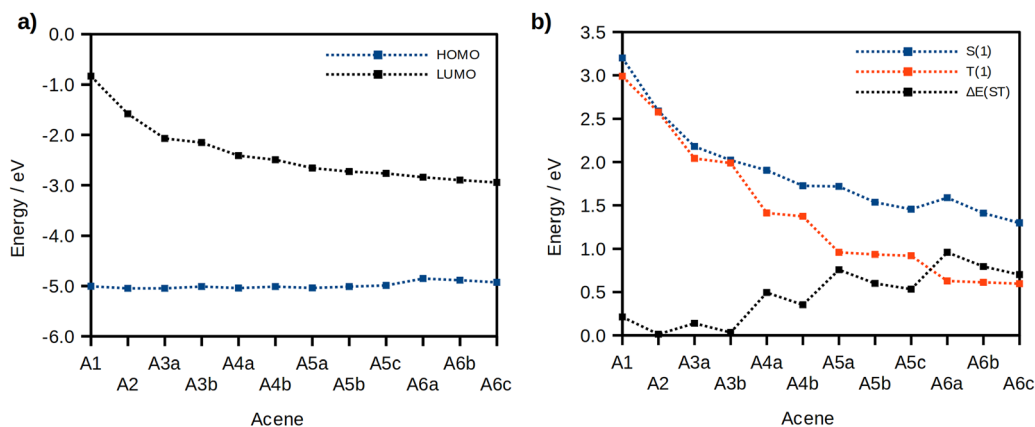 a)
Energy / eV
0.0
-1.0
-2.0
-3.0
-4.0
-5.0
-6.0
HOMO
LUMO
A1 A2 A3a A3b A4a A4b A5a A5b A5c A6a A6b A6c
Acene
b)
Energy / eV
3.5
3.0
2.5
2.0
1.5
1.0
0.5
0.0
S(1)
T(1)
ΔE(ST)
A1 A2 A3a A3b A4a A4b A5a A5b A5c A6a A6b A6c
Acene